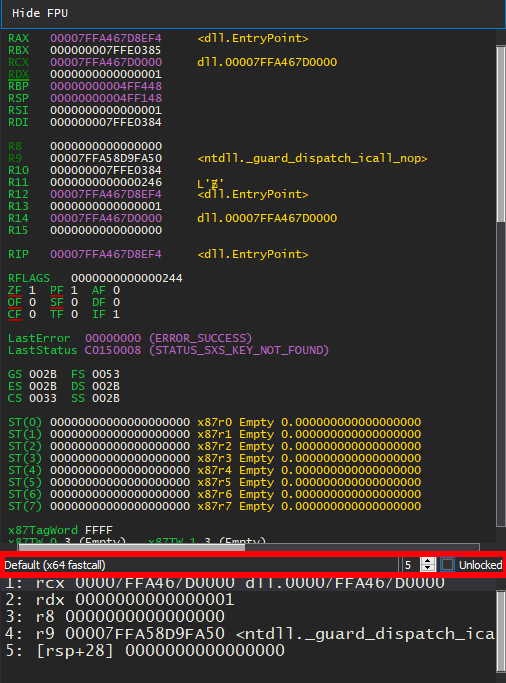 Hide FPU
RAX 00007FFA467D8EF4 <dll.EntryPoint>
RBX 000000007FFE0385
RCX 00007FFA467D0000 dll.00007FFA467D0000
RDX 0000000000000001
RBP 00000000004FF448
RSP 00000000004FF148
RSI 0000000000000001
RDI 000000007FFE0384
R8 0000000000000000
R9 00007FFA58D9FA50 <ntdll._guard_dispatch_icall_nop>
R10 000000007FFE0384
R11 0000000000000246
R12 00007FFA467D8EF4 <dll.EntryPoint>
R13 0000000000000001
R14 00007FFA467D0000 dll.00007FFA467D0000
R15 0000000000000000
RIP 00007FFA467D8EF4 <dll.EntryPoint>
RFLAGS 0000000000000244
ZF 1 PF 1 AF 0
OF 0 SF 0 DF 0
CF 0 TF 0 IF 1
LastError 00000000 (ERROR_SUCCESS)
LastStatus C0150008 (STATUS_SXS_KEY_NOT_FOUND)
GS 002B FS 0053
ES 002B DS 002B
CS 0033 SS 002B
ST(0) 00000000000000000000 x87r0 Empty 0.000000000000000000
ST(1) 00000000000000000000 x87r1 Empty 0.000000000000000000
ST(2) 00000000000000000000 x87r2 Empty 0.000000000000000000
ST(3) 00000000000000000000 x87r3 Empty 0.000000000000000000
ST(4) 00000000000000000000 x87r4 Empty 0.000000000000000000
ST(5) 00000000000000000000 x87r5 Empty 0.000000000000000000
ST(6) 00000000000000000000 x87r6 Empty 0.000000000000000000
ST(7) 00000000000000000000 x87r7 Empty 0.000000000000000000
x87TagWord FFFF
x87TW_0 3 (Empty) x87TW_1 3 (Empty)
Default (x64 fastcall) 5 Unlocked
1: rcx 00007FFA467D0000 dll.00007FFA467D0000
2: rdx 0000000000000001
3: r8 0000000000000000
4: r9 00007FFA58D9FA50 <ntdll._guard_dispatch_ica
5: [rsp+28] 0000000000000000